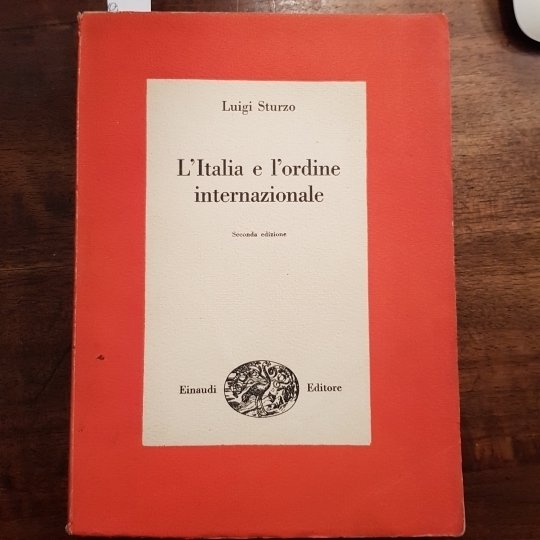 Luigi Sturzo
L'Italia e l'ordine
internazionale
Seconda edizione
Einaudi Editore